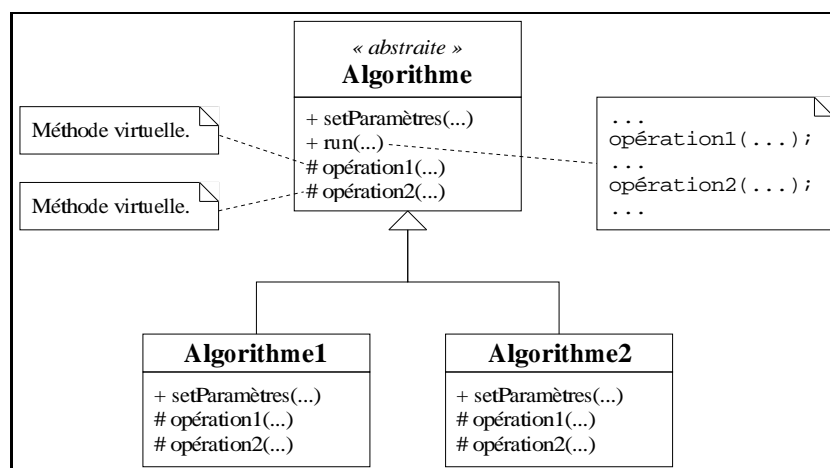 « abstraite »
Algorithme
+ setParamètres(...)
+ run(...)
# opération1(...)
# opération2(...)
Méthode virtuelle.
Méthode virtuelle.
...
opération1(...);
...
opération2(...);
...
Algorithme1
+ setParamètres(...)
# opération1(...)
# opération2(...)
Algorithme2
+ setParamètres(...)
# opération1(...)
# opération2(...)